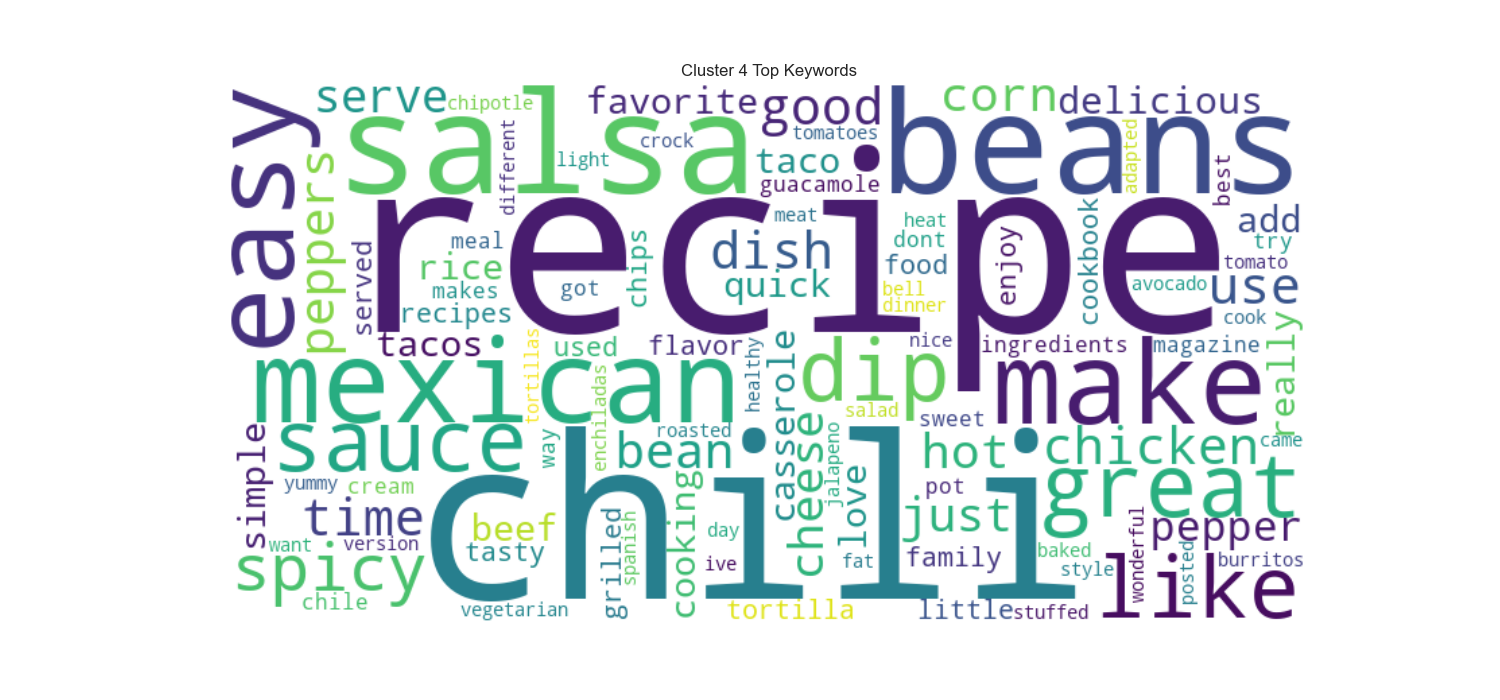 Cluster 4 Top Keywords
easy
serve
chipotle
salsa
favorite
good
corn
delicious
beans
peppers
different
light
crock
tomatoes
taco
guacamole
adapted
best
recipe
served
meal
rice
makes
recipes
got
chips
meat
dish
quick
heat
dont
food
bell
dinner
enjoy
cookbook
add
try
tomato
avocado
use
cook
tacos
tortillas
used
flavor
nice
ingredients
magazine
really
mexican
enchiladas
healthy
casserole
dip
salad
sweet
make
simple
sauce
way
bean
roasted
cheese
jalapeno
love
hot
chicken
came
yummy
cream
chili
pot
great
time
beef
tasty
grilled
spanish
cooking
day
just
pepper
want
version
ive
fat
family
baked
style
wonderful
posted
burritos
spicy
chile
vegetarian
tortilla
little
stuffed
like